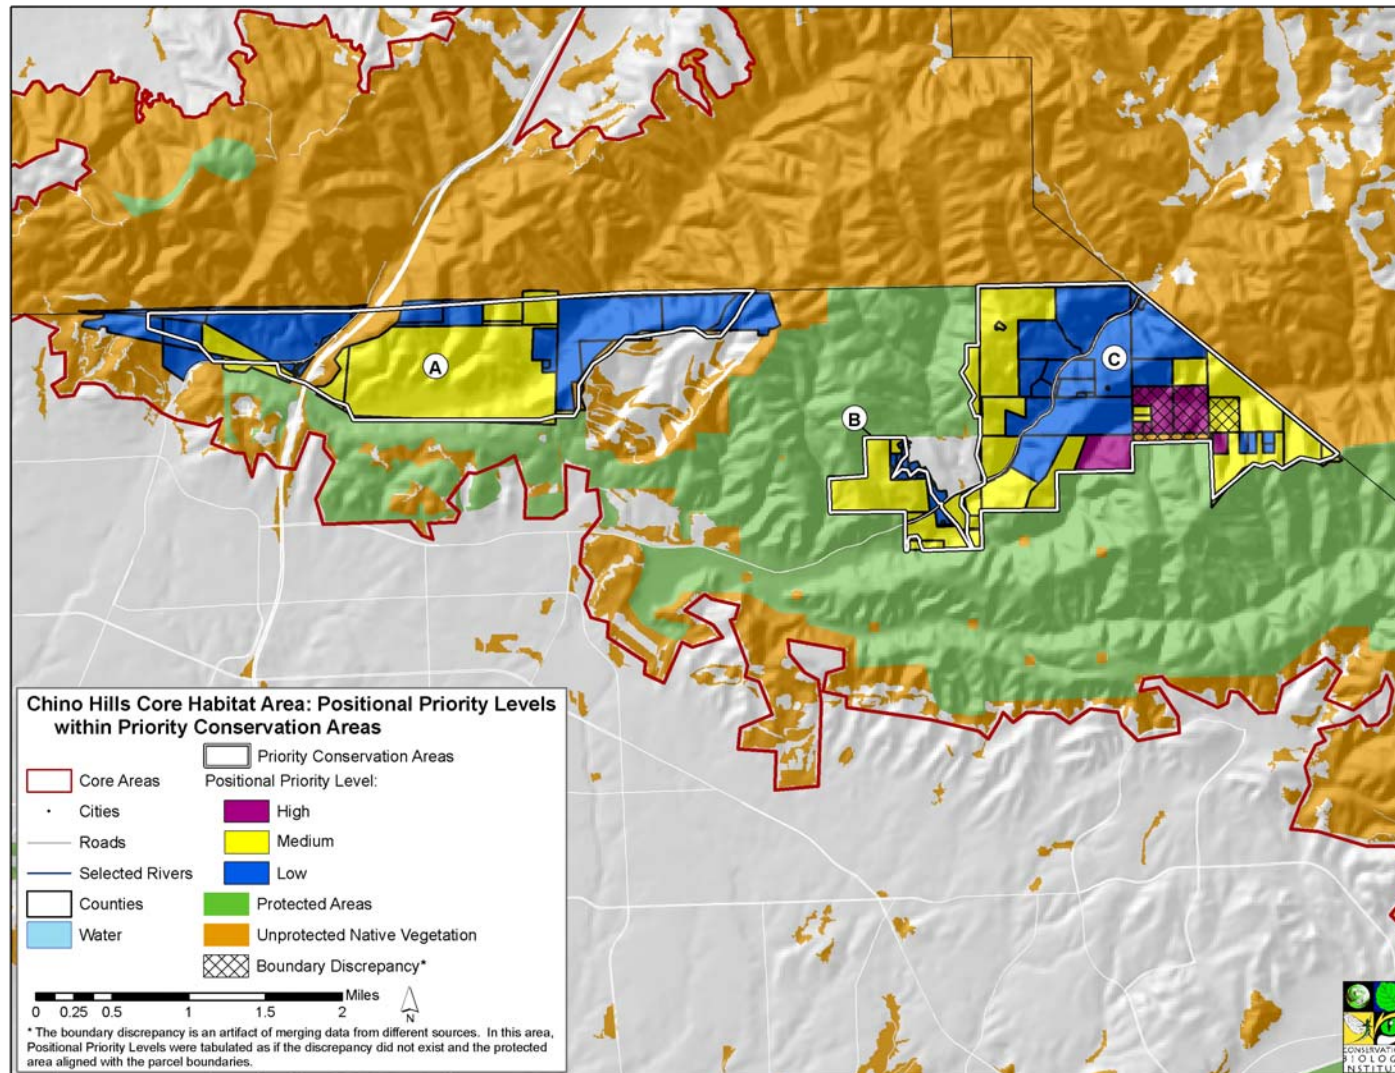 A
B
C
Chino Hills Core Habitat Area: Positional Priority Levels
within Priority Conservation Areas
Priority Conservation Areas
Core Areas
Positional Priority Level:
Cities
High
Roads
Medium
Selected Rivers
Low
Counties
Protected Areas
Water
Unprotected Native Vegetation
Boundary Discrepancy*
Miles
0 0.25 0.5 1 1.5 2
N
* The boundary discrepancy is an artifact of merging data from different sources. In this area,
Positional Priority Levels were tabulated as if the discrepancy did not exist and the protected
area aligned with the parcel boundaries.
CONSERVATION
BIOLOGY
INSTITUTE